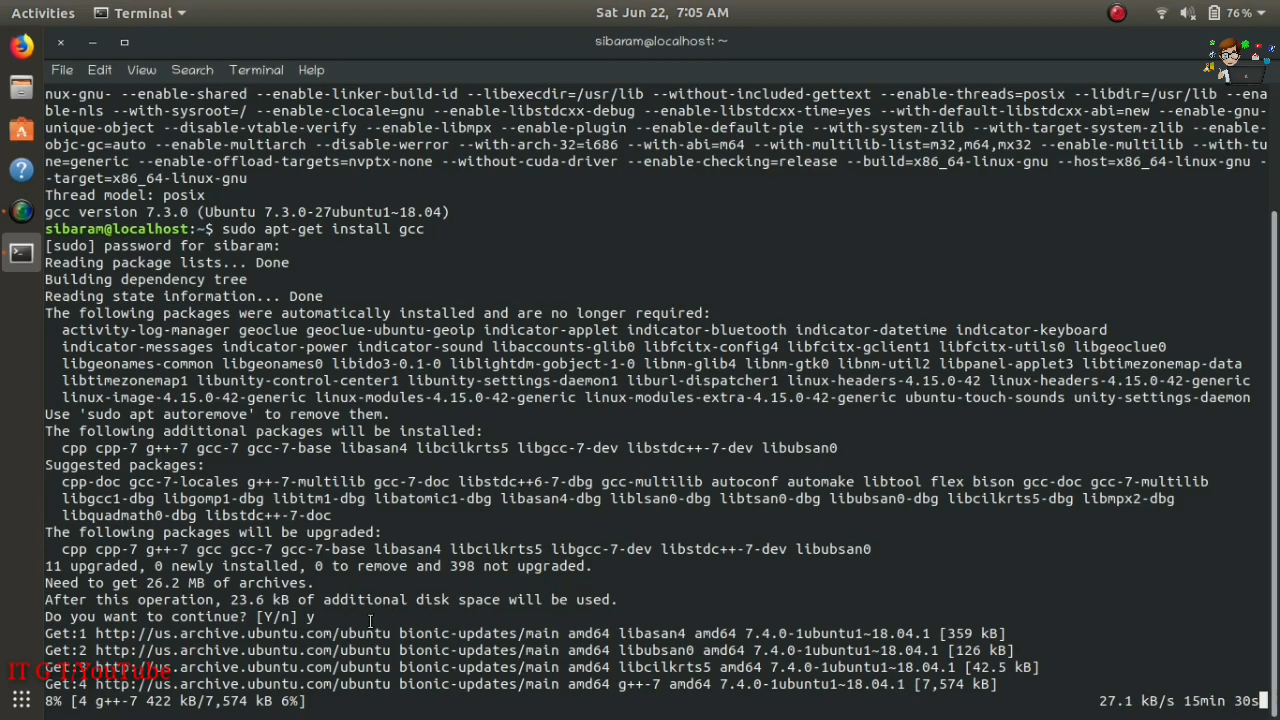 Activities Terminal Sat Jun 22, 7:05 AM 76%
sibaram@localhost: ~
File Edit View Search Terminal Help
nux-gnu- --enable-shared --enable-linker-build-id --libexecdir=/usr/lib --without-included-gettext --enable-threads=posix --libdir=/usr/lib --ena
ble-nls --with-sysroot=/ --enable-clocale=gnu --enable-libstdcxx-debug --enable-libstdcxx-time=yes --with-default-libstdcxx-abi=new --enable-gnu-
unique-object --disable-vtable-verify --enable-libmpx --enable-plugin --enable-default-pie --with-system-zlib --with-target-system-zlib --enable-
objc-gc=auto --enable-multiarch --disable-werror --with-arch-32=i686 --with-abi=m64 --with-multilib-list=m32,m64,mx32 --enable-multilib --with-tu
ne=generic --enable-offload-targets=nvptx-none --without-cuda-driver --enable-checking=release --build=x86_64-linux-gnu --host=x86_64-linux-gnu -
-target=x86_64-linux-gnu
Thread model: posix
gcc version 7.3.0 (Ubuntu 7.3.0-27ubuntu1~18.04)
sibaram@localhost:~$ sudo apt-get install gcc
[sudo] password for sibaram:
Reading package lists... Done
Building dependency tree
Reading state information... Done
The following packages were automatically installed and are no longer required:
activity-log-manager geoclue geoclue-ubuntu-geoip indicator-applet indicator-bluetooth indicator-datetime indicator-keyboard
indicator-messages indicator-power indicator-sound libaccounts-glib0 libfcitx-config4 libfcitx-gclient1 libfcitx-utils0 libgeoclue0
libgeonames-common libgeonames0 libido3-0.1-0 liblightdm-gobject-1-0 libnm-glib4 libnm-gtk0 libnm-util2 libpanel-applet3 libtimezonemap-data
libtimezonemap1 libunity-control-center1 libunity-settings-daemon1 liburl-dispatcher1 linux-headers-4.15.0-42 linux-headers-4.15.0-42-generic
linux-image-4.15.0-42-generic linux-modules-4.15.0-42-generic linux-modules-extra-4.15.0-42-generic ubuntu-touch-sounds unity-settings-daemon
Use 'sudo apt autoremove' to remove them.
The following additional packages will be installed:
cpp cpp-7 g++-7 gcc-7 gcc-7-base libasan4 libcilkrts5 libgcc-7-dev libstdc++-7-dev libubsan0
Suggested packages:
cpp-doc gcc-7-locales g++-7-multilib gcc-7-doc libstdc++6-7-dbg gcc-multilib autoconf automake libtool flex bison gcc-doc gcc-7-multilib
libgcc1-dbg libgomp1-dbg libitm1-dbg libatomic1-dbg libasan4-dbg liblsan0-dbg libtsan0-dbg libubsan0-dbg libcilkrts5-dbg libmpx2-dbg
libquadmath0-dbg libstdc++-7-doc
The following packages will be upgraded:
cpp cpp-7 g++-7 gcc gcc-7 gcc-7-base libasan4 libcilkrts5 libgcc-7-dev libstdc++-7-dev libubsan0
11 upgraded, 0 newly installed, 0 to remove and 398 not upgraded.
Need to get 26.2 MB of archives.
After this operation, 23.6 kB of additional disk space will be used.
Do you want to continue? [Y/n] y
Get:1 http://us.archive.ubuntu.com/ubuntu bionic-updates/main amd64 libasan4 amd64 7.4.0-1ubuntu1~18.04.1 [359 kB]
Get:2 http://us.archive.ubuntu.com/ubuntu bionic-updates/main amd64 libubsan0 amd64 7.4.0-1ubuntu1~18.04.1 [126 kB]
Get:3 http://us.archive.ubuntu.com/ubuntu bionic-updates/main amd64 libcilkrts5 amd64 7.4.0-1ubuntu1~18.04.1 [42.5 kB]
IT G T/YouTube
Get:4 http://us.archive.ubuntu.com/ubuntu bionic-updates/main amd64 g++-7 amd64 7.4.0-1ubuntu1~18.04.1 [7,574 kB]
8% [4 g++-7 422 kB/7,574 kB 6%] 27.1 kB/s 15min 30s